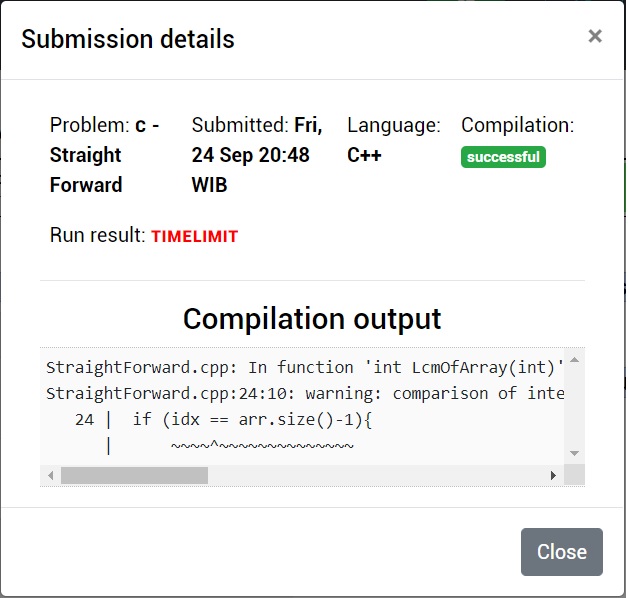 Submission details ×
Problem: c - Straight Forward
Submitted: Fri, 24 Sep 20:48 WIB
Language: C++
Compilation: successful
Run result: TIMELIMIT
Compilation output
StraightForward.cpp: In function 'int LcmOfArray(int)'
StraightForward.cpp:24:10: warning: comparison of inte
24 | if (idx == arr.size()-1){
| ~~~~^~~~~~~~~~~~~~~
Close